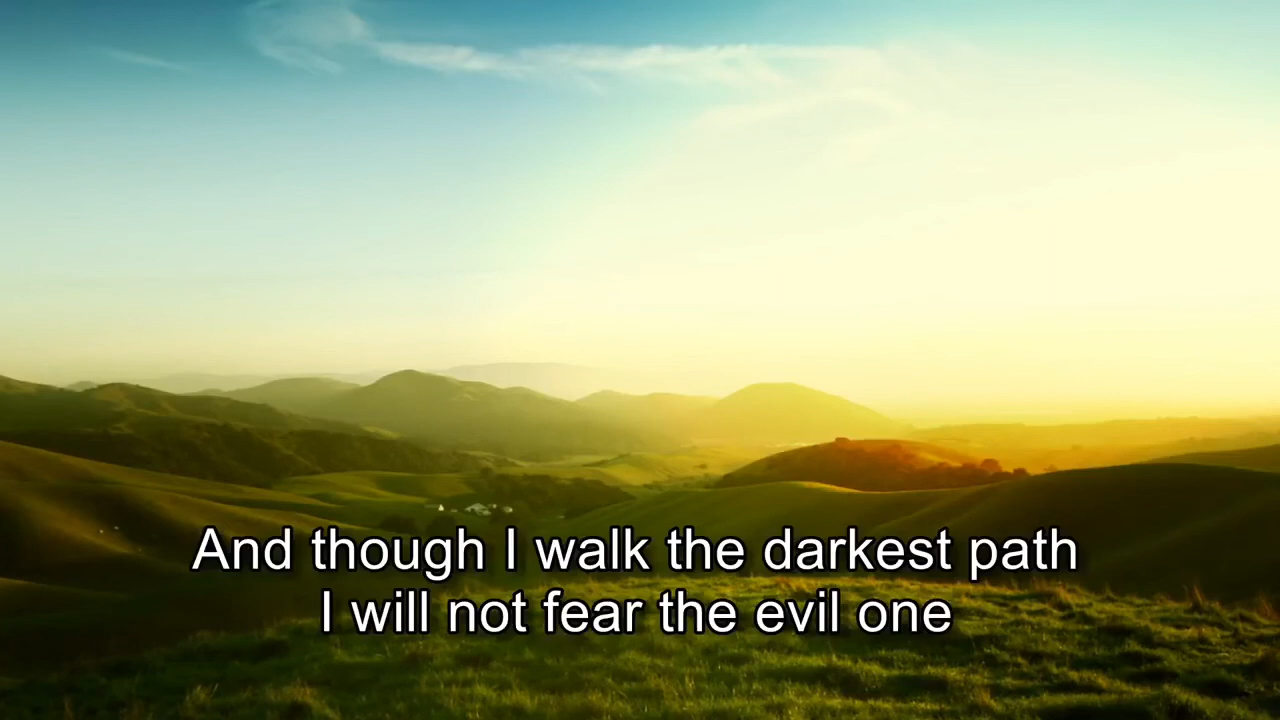 And though I walk the darkest path
I will not fear the evil one